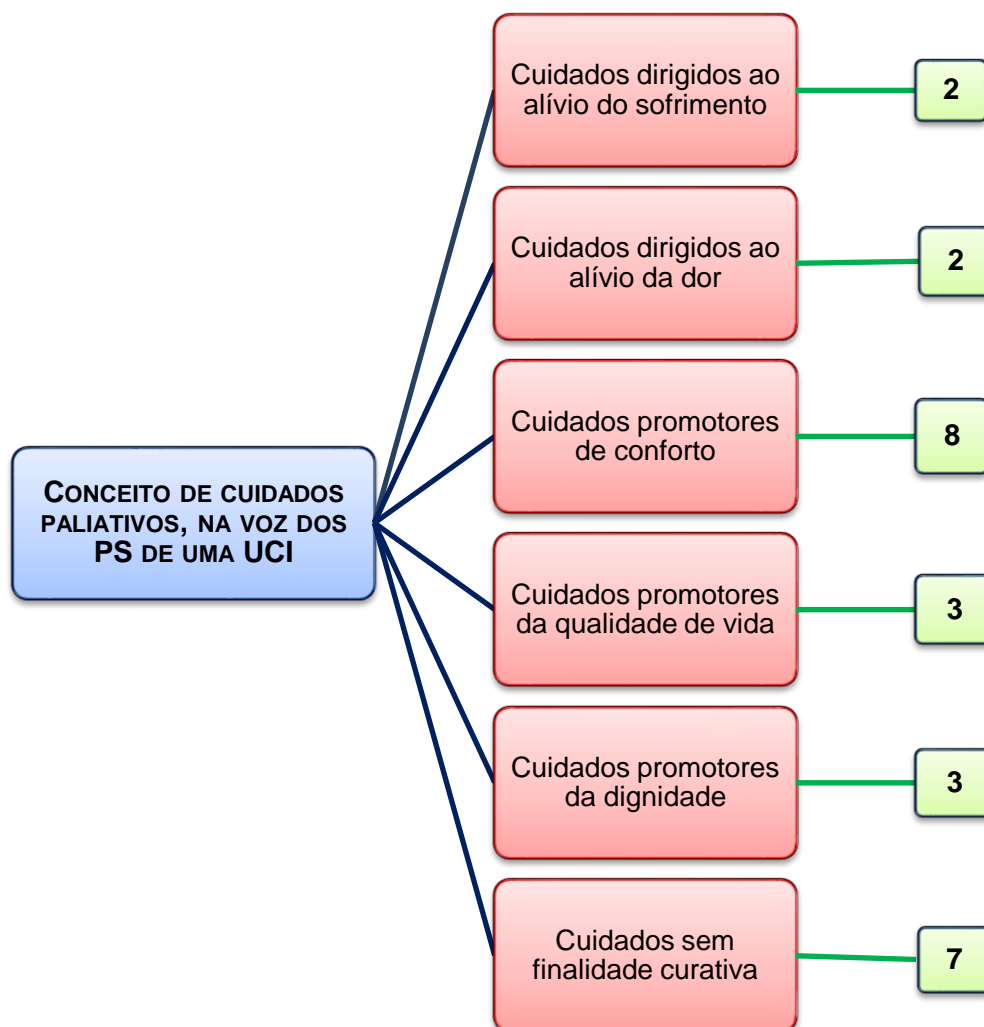 Cuidados dirigidos ao
alívio do sofrimento
2
Cuidados dirigidos ao
alívio da dor
2
Cuidados promotores
de conforto
8
CONCEITO DE CUIDADOS
PALIATIVOS, NA VOZ DOS
PS DE UMA UCI
Cuidados promotores
da qualidade de vida
3
Cuidados promotores
da dignidade
3
Cuidados sem
finalidade curativa
7